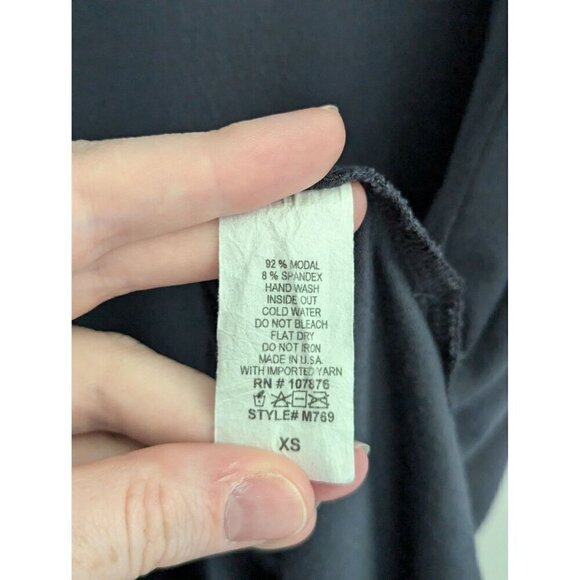 92 % MODAL
8 % SPANDEX
HAND WASH
INSIDE OUT
COLD WATER
DO NOT BLEACH
FLAT DRY
DO NOT IRON
MADE IN U.S.A.
WITH IMPORTED YARN
RN # 107876
STYLE# M769
XS